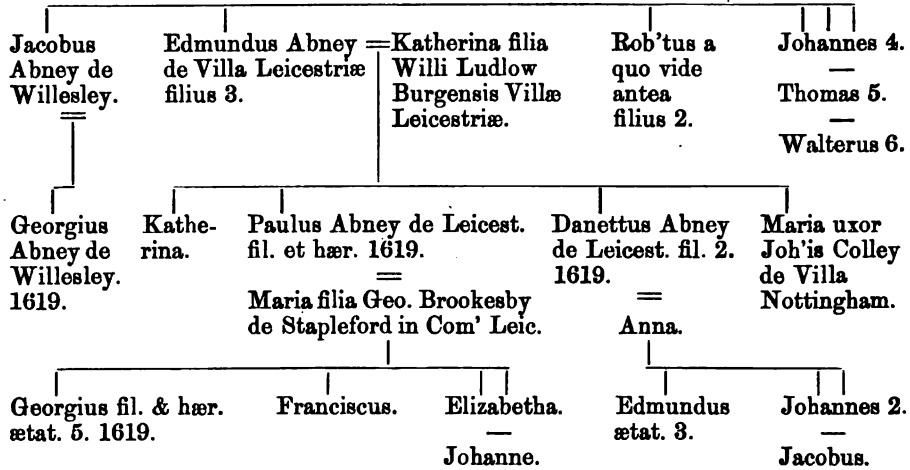 Jacobus
Abney de
Willesley.
Edmundus Abney
de Villa Leicestriæ
filius 3.
Katherina filia
Willi Ludlow
Burgensis Villæ
Leicestriæ.
Rob'tus a
quo vide
antea
filius 2.
Johannes 4.
Thomas 5.
Walterus 6.
Georgius
Abney de
Willesley.
1619.
Kathe-
rina.
Paulus Abney de Leicest.
fil. et hær. 1619.
Maria filia Geo. Brookesby
de Stapleford in Com' Leic.
Danettus Abney
de Leicest. fil. 2.
1619.
Anna.
Maria uxor
Joh'is Colley
de Villa
Nottingham.
Georgius fil. & hær.
ætat. 5. 1619.
Franciscus.
Elizabetha.
Johanne.
Edmundus
ætat. 3.
Johannes 2.
Jacobus.